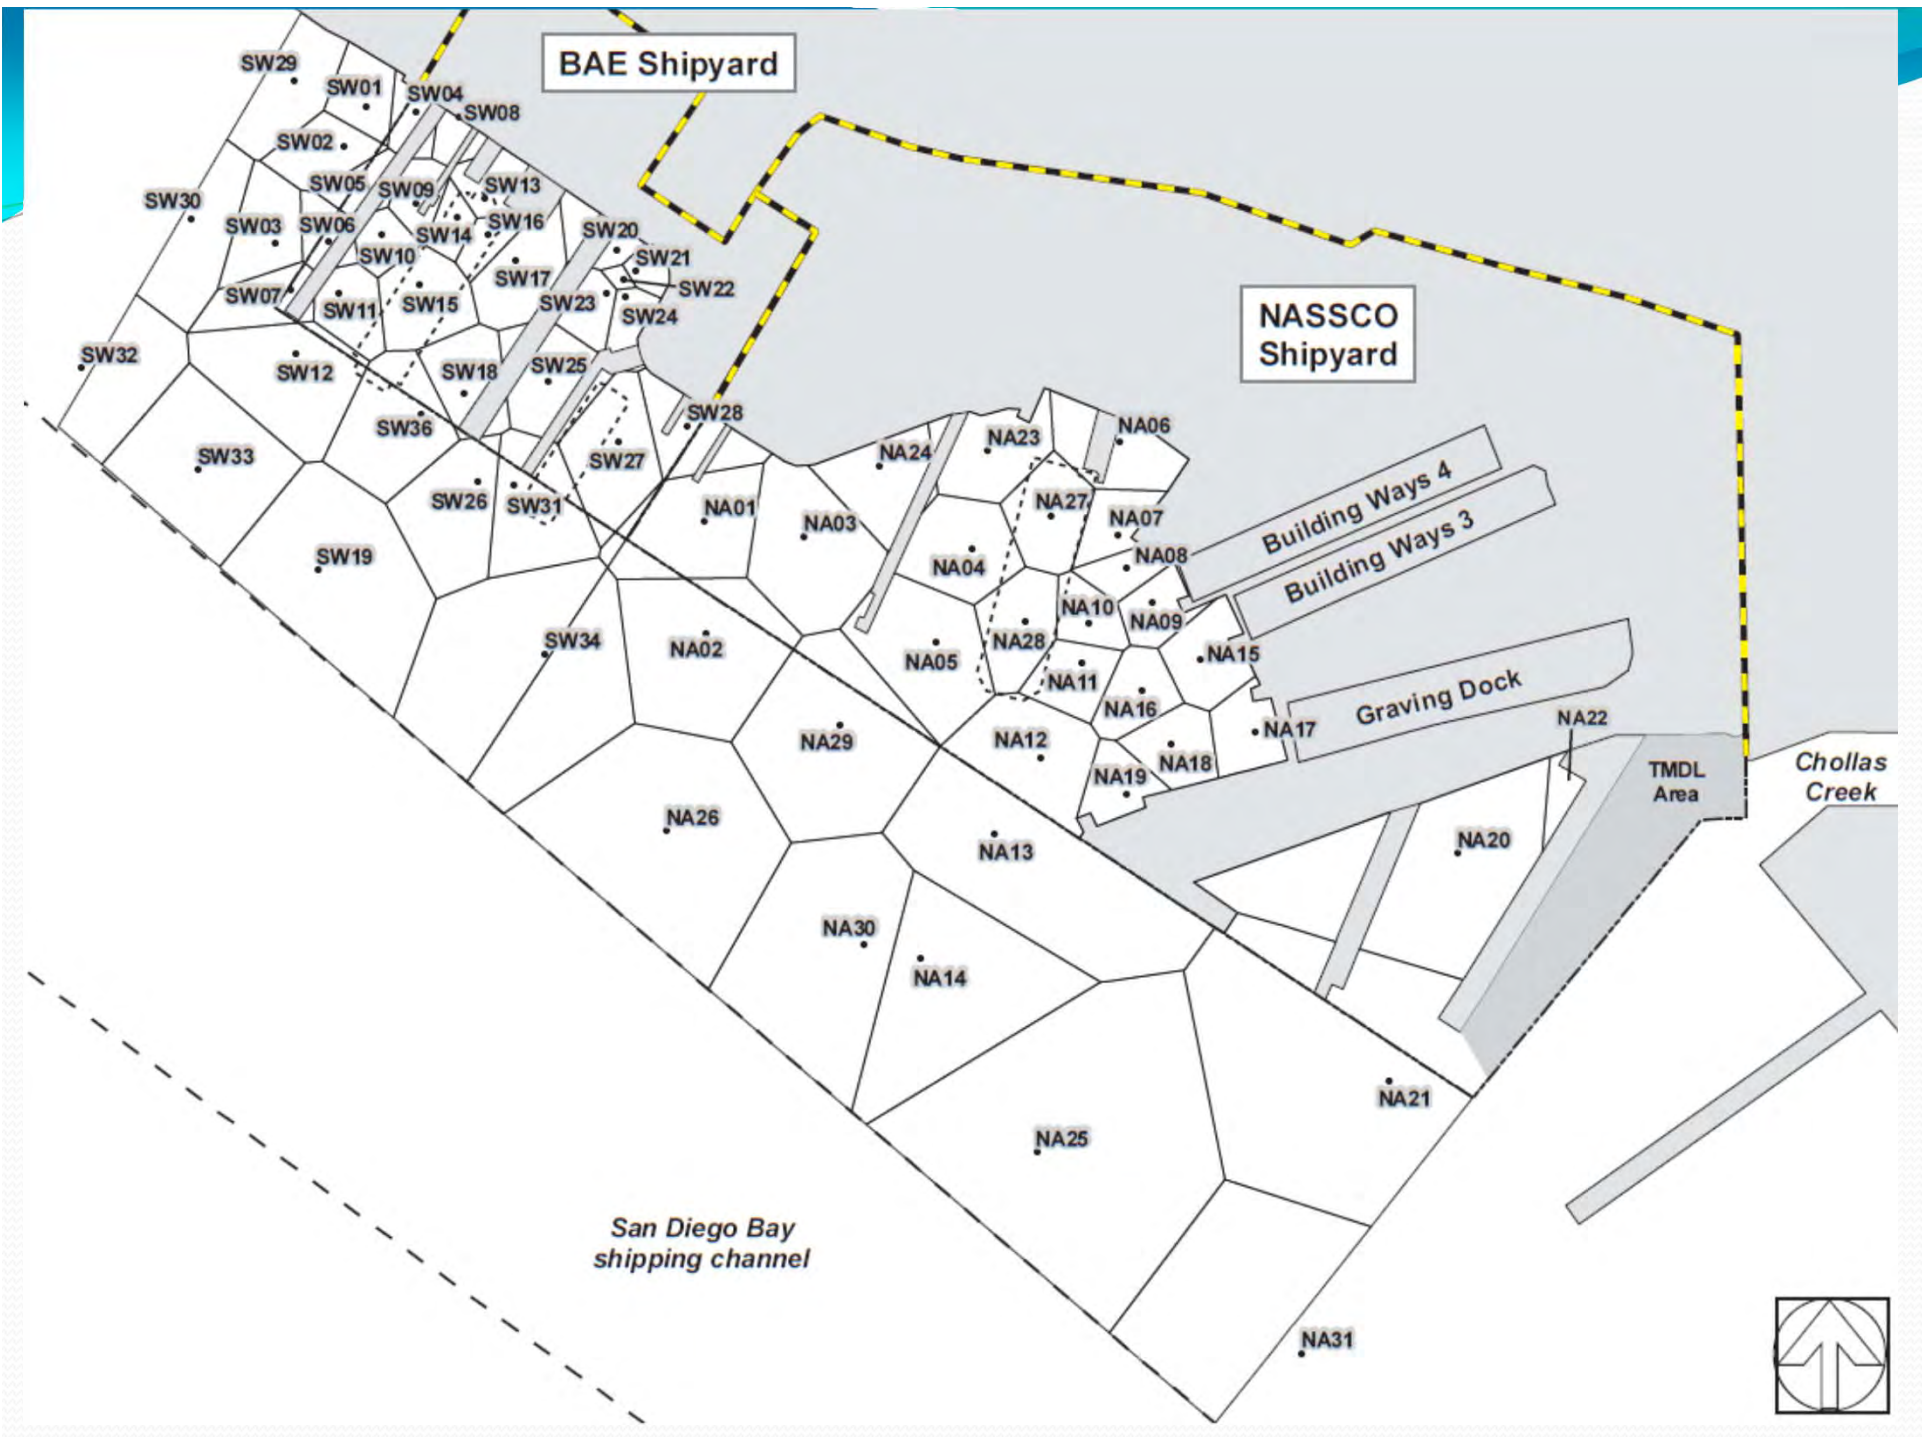 BAE Shipyard
SW29
SW01
SW04
SW08
SW02
SW05
SW09
SW13
SW30
SW03
SW06
SW14
SW16
SW20
SW10
SW21
SW17
SW22
SW07
SW11
SW15
SW23
SW24
NASSCO
Shipyard
SW32
SW12
SW18
SW25
SW28
SW36
NA06
NA24
NA23
SW33
SW27
Building Ways 4
SW26
SW31
NA01
NA03
NA27
NA07
Building Ways 3
SW19
NA04
NA08
NA10
NA09
SW34
NA02
NA28
NA05
NA15
NA11
NA16
Graving Dock
NA22
NA29
NA12
NA17
NA18
NA19
TMDL
Area
Chollas
Creek
NA26
NA13
NA20
NA30
NA14
NA21
NA25
San Diego Bay
shipping channel
NA31